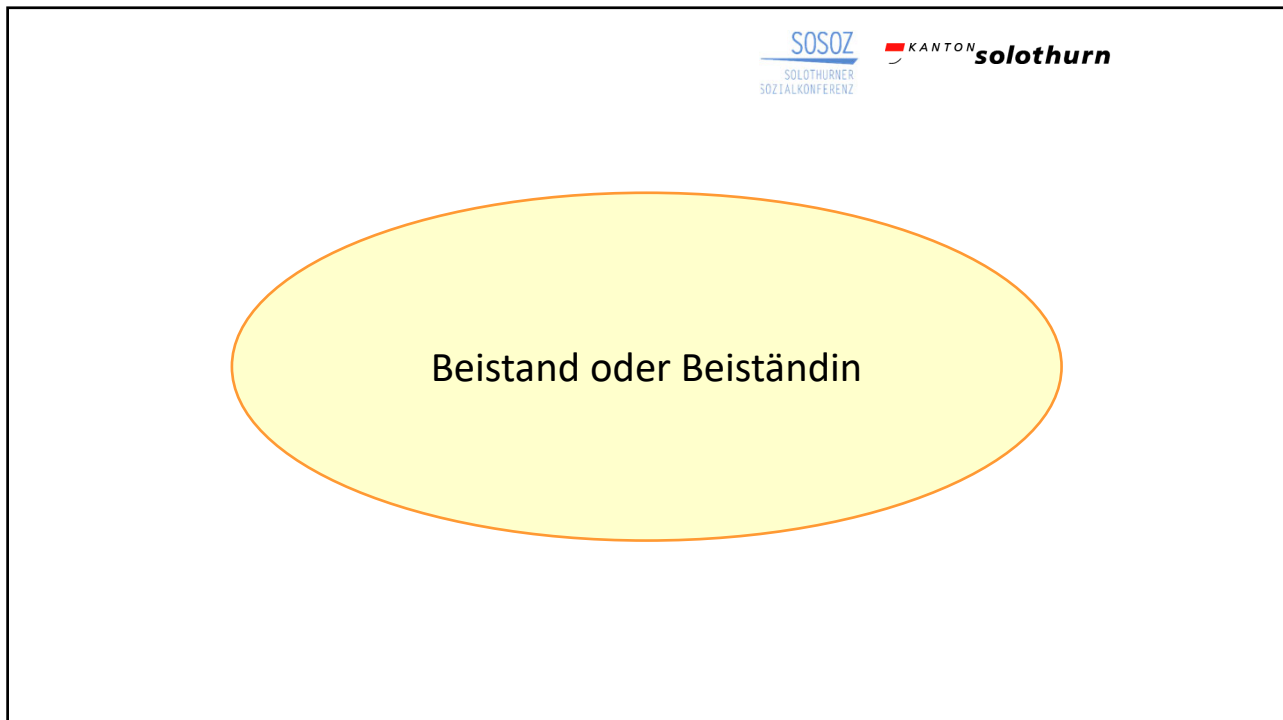 SOSOZ
SOLOTHURNER
SOZIALKONFERENZ
KANTON solothurn
Beistand oder Beiständin